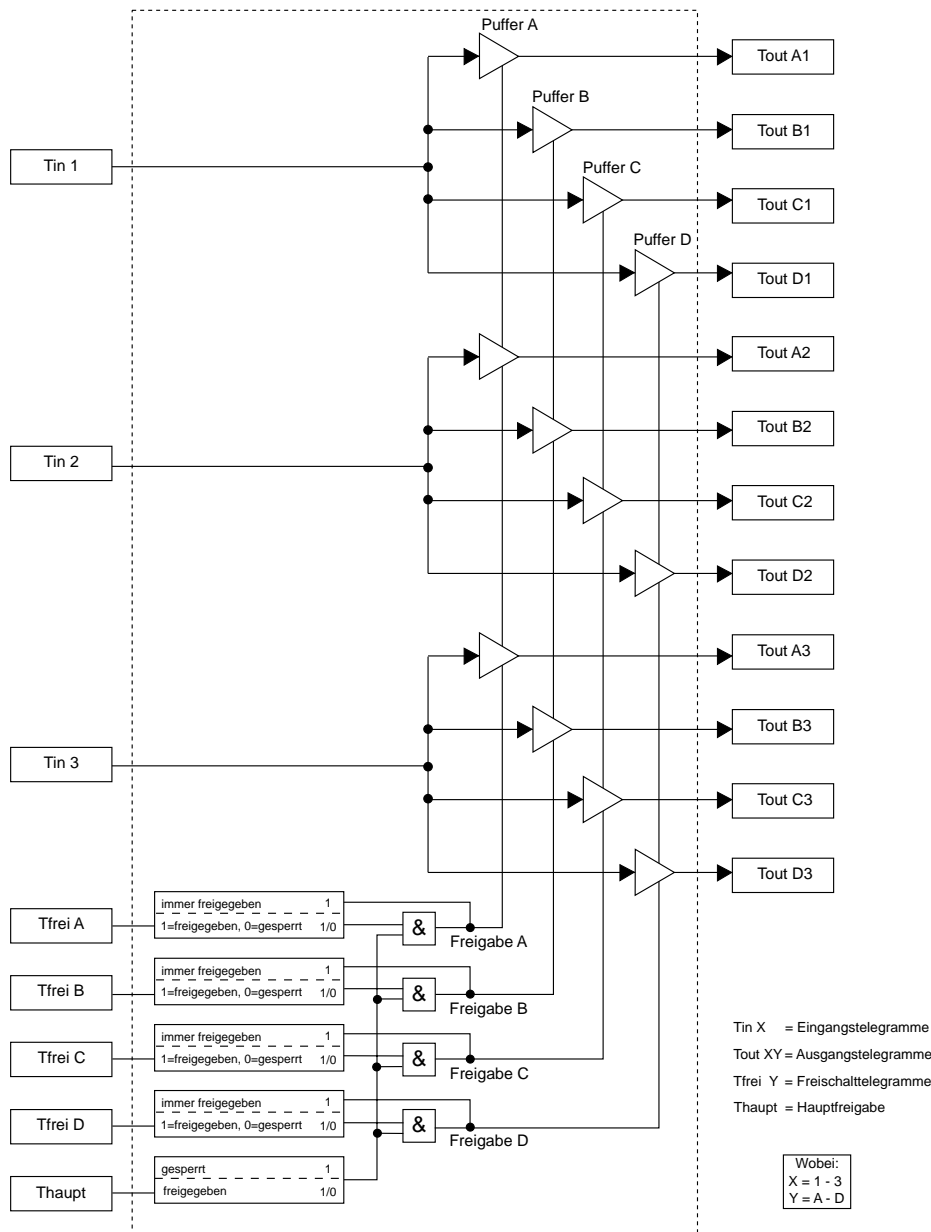 Puffer A
Tout A1
Puffer B
Tout B1
Tin 1
Puffer C
Tout C1
Puffer D
Tout D1
Tout A2
Tout B2
Tin 2
Tout C2
Tout D2
Tout A3
Tout B3
Tin 3
Tout C3
Tout D3
Tfrei A
immer freigegeben 1
1=freigegeben, 0=gesperrt 1/0
&
Freigabe A
Tfrei B
immer freigegeben 1
1=freigegeben, 0=gesperrt 1/0
&
Freigabe B
Tfrei C
immer freigegeben 1
1=freigegeben, 0=gesperrt 1/0
&
Freigabe C
Tfrei D
immer freigegeben 1
1=freigegeben, 0=gesperrt 1/0
&
Freigabe D
Thaupt
gesperrt 1
freigegeben 1/0
Tin X = Eingangstelegramme
Tout XY = Ausgangstelegramme
Tfrei Y = Freischalttelegramme
Thaupt = Hauptfreigabe
Wobei:
X = 1 - 3
Y = A - D